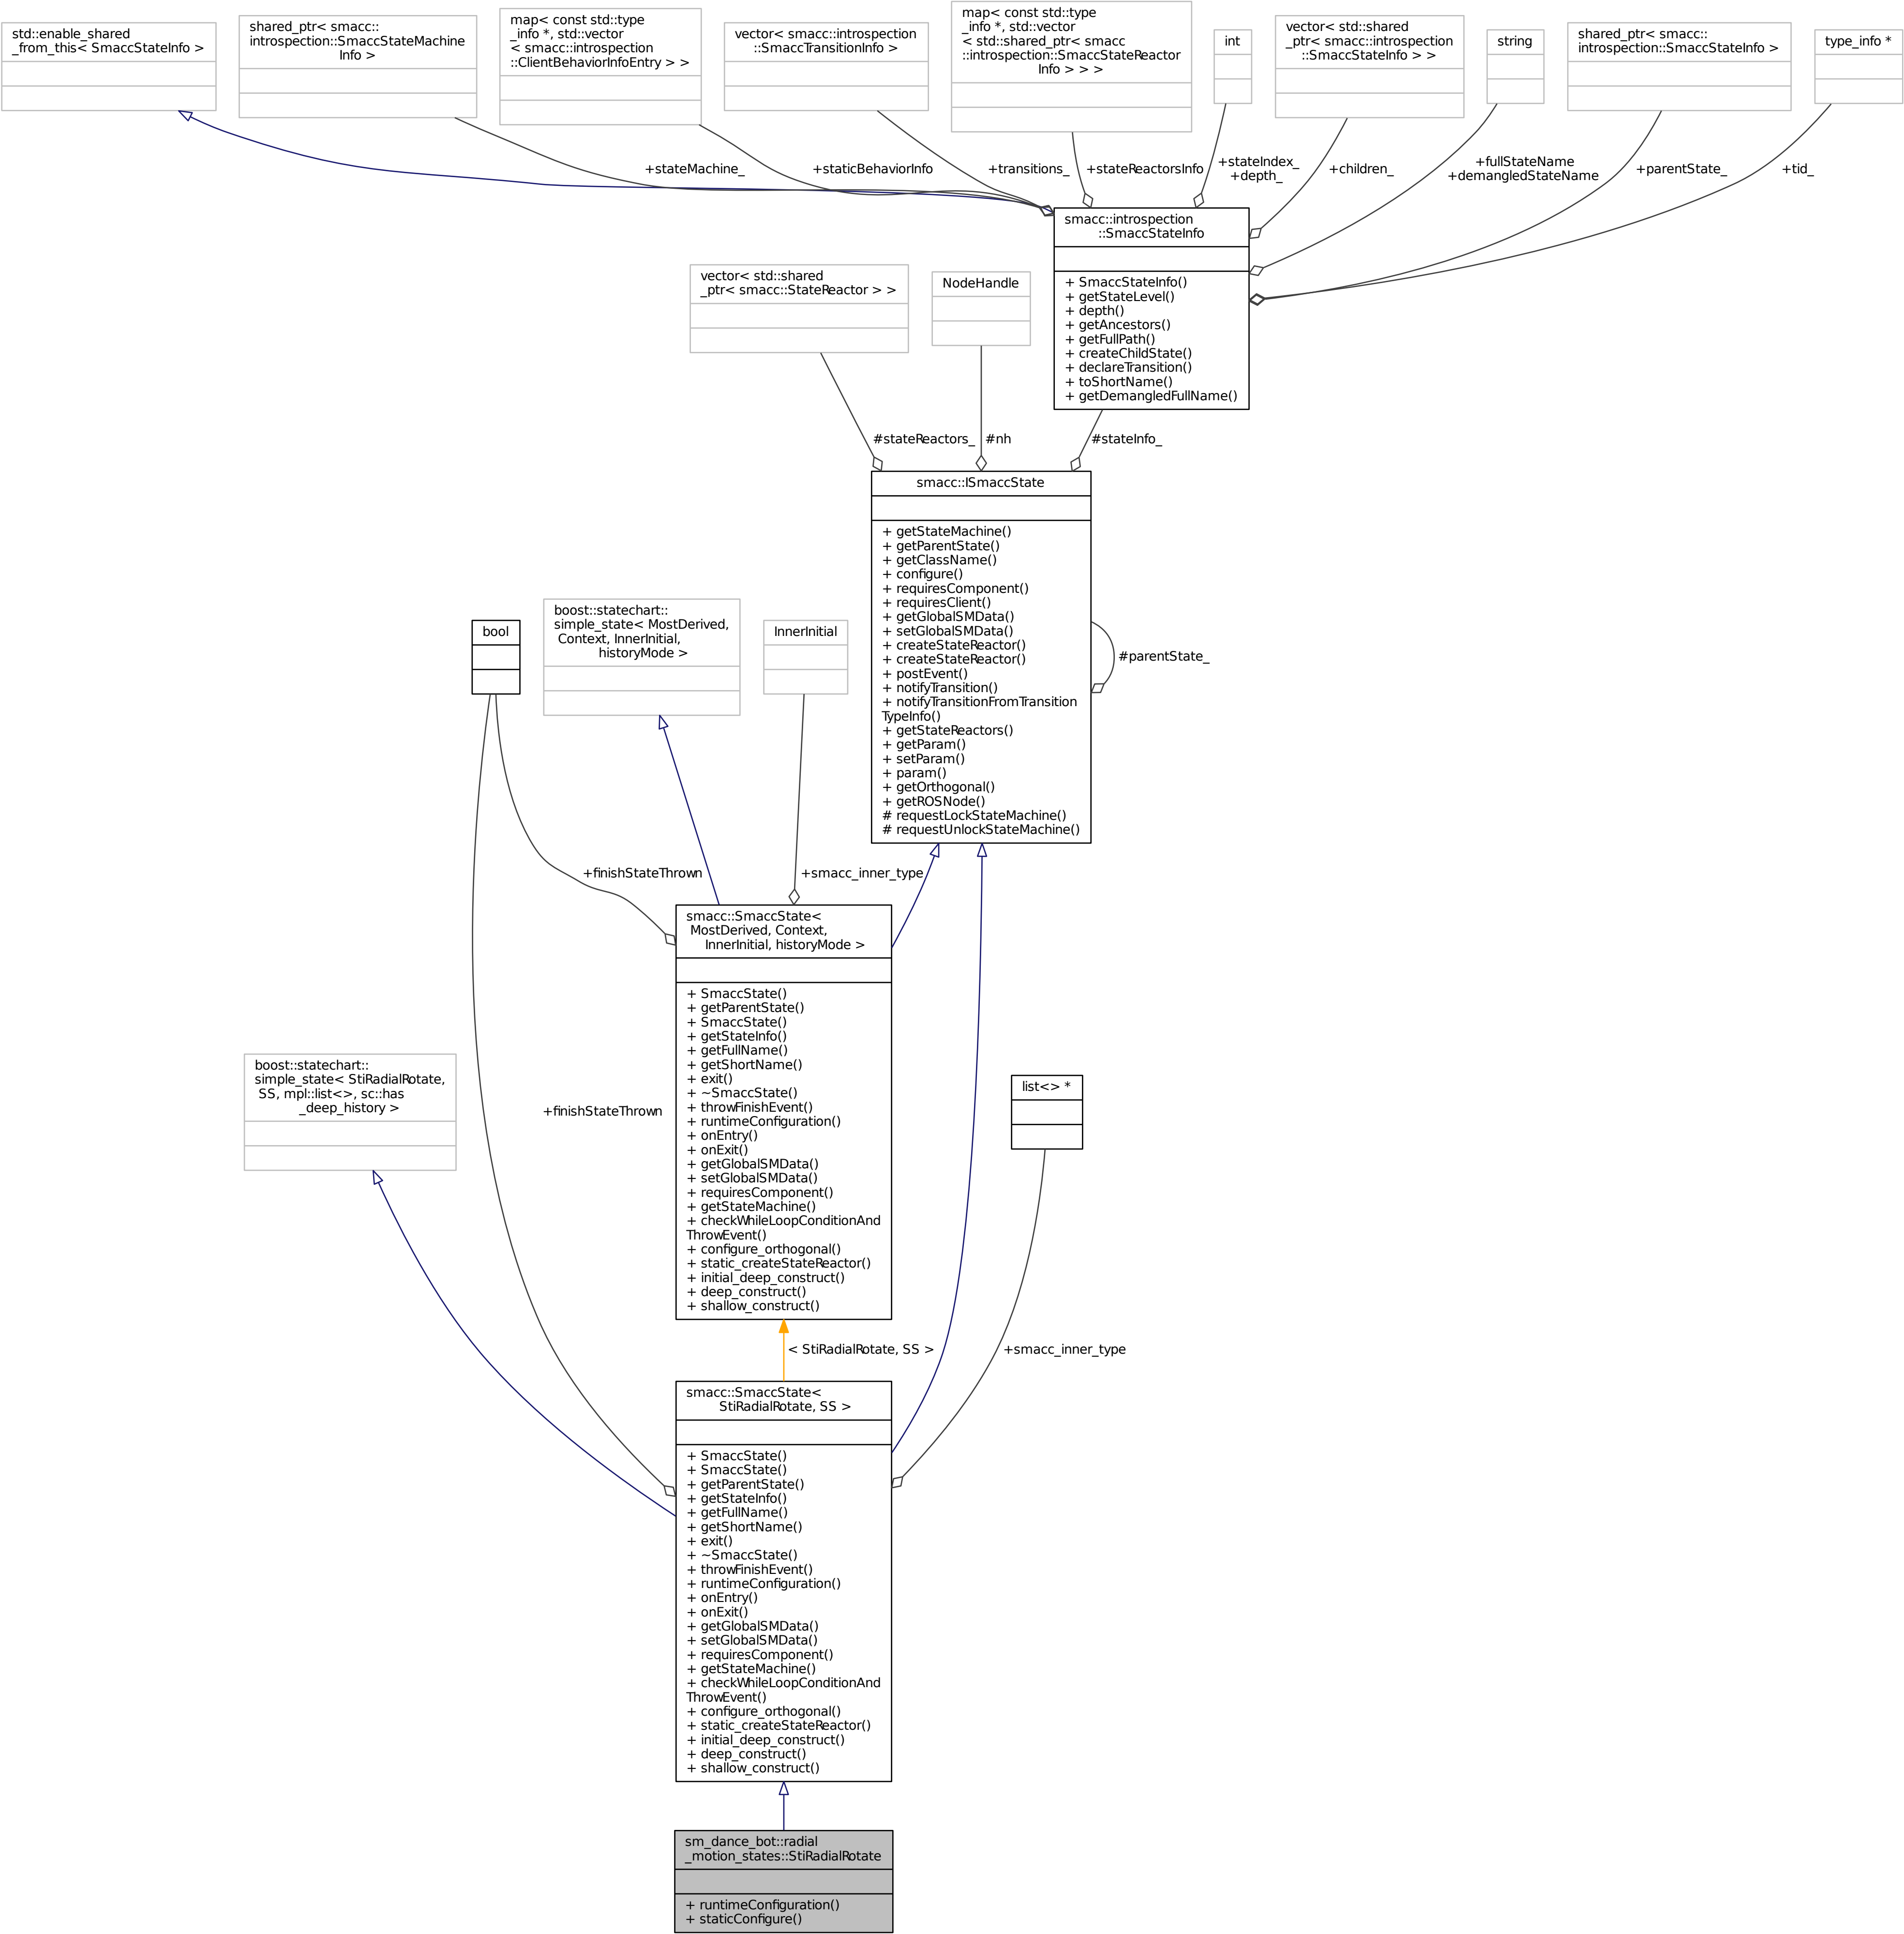 std::enable_shared
_from_this< SmaccStateInfo >
shared_ptr< smacc::
introspection::SmaccStateMachine
Info >
map< const std::type
_info *, std::vector
< smacc::introspection
::ClientBehaviorInfoEntry > >
vector< smacc::introspection
::SmaccTransitionInfo >
map< const std::type
_info *, std::vector
< std::shared_ptr< smacc
::introspection::SmaccStateReactor
Info > > >
int
vector< std::shared
_ptr< smacc::introspection
::SmaccStateInfo > >
string
shared_ptr< smacc::
introspection::SmaccStateInfo >
type_info *
+stateMachine_
+staticBehaviorInfo
+transitions_
+stateReactorsInfo
+stateIndex_
+depth_
+children_
+fullStateName
+demangledStateName
+parentState_
+tid_
smacc::introspection
::SmaccStateInfo
+ SmaccStateInfo()
+ getStateLevel()
+ depth()
+ getAncestors()
+ getFullPath()
+ createChildState()
+ declareTransition()
+ toShortName()
+ getDemangledFullName()
vector< std::shared
_ptr< smacc::StateReactor > >
NodeHandle
#stateReactors_
#nh
#stateInfo_
smacc::ISmaccState
+ getStateMachine()
+ getParentState()
+ getClassName()
+ configure()
+ requiresComponent()
+ requiresClient()
+ getGlobalSMData()
+ setGlobalSMData()
+ createStateReactor()
+ createStateReactor()
+ postEvent()
+ notifyTransition()
+ notifyTransitionFromTransition
TypeInfo()
+ getStateReactors()
+ getParam()
+ setParam()
+ param()
+ getOrthogonal()
+ getROSNode()
# requestLockStateMachine()
# requestUnlockStateMachine()
#parentState_
bool
boost::statechart::
simple_state< MostDerived,
Context, InnerInitial,
historyMode >
InnerInitial
+finishStateThrown
+smacc_inner_type
smacc::SmaccState<
MostDerived, Context,
InnerInitial, historyMode >
+ SmaccState()
+ getParentState()
+ SmaccState()
+ getStateInfo()
+ getFullName()
+ getShortName()
+ exit()
+ ~SmaccState()
+ throwFinishEvent()
+ runtimeConfiguration()
+ onEntry()
+ onExit()
+ getGlobalSMData()
+ setGlobalSMData()
+ requiresComponent()
+ getStateMachine()
+ checkWhileLoopConditionAnd
ThrowEvent()
+ configure_orthogonal()
+ static_createStateReactor()
+ initial_deep_construct()
+ deep_construct()
+ shallow_construct()
boost::statechart::
simple_state< StiRadialRotate,
SS, mpl::list<>, sc::has
_deep_history >
+finishStateThrown
list<> *
< StiRadialRotate, SS >
+smacc_inner_type
smacc::SmaccState<
StiRadialRotate, SS >
+ SmaccState()
+ SmaccState()
+ getParentState()
+ getStateInfo()
+ getFullName()
+ getShortName()
+ exit()
+ ~SmaccState()
+ throwFinishEvent()
+ runtimeConfiguration()
+ onEntry()
+ onExit()
+ getGlobalSMData()
+ setGlobalSMData()
+ requiresComponent()
+ getStateMachine()
+ checkWhileLoopConditionAnd
ThrowEvent()
+ configure_orthogonal()
+ static_createStateReactor()
+ initial_deep_construct()
+ deep_construct()
+ shallow_construct()
sm_dance_bot::radial
_motion_states::StiRadialRotate
+ runtimeConfiguration()
+ staticConfigure()